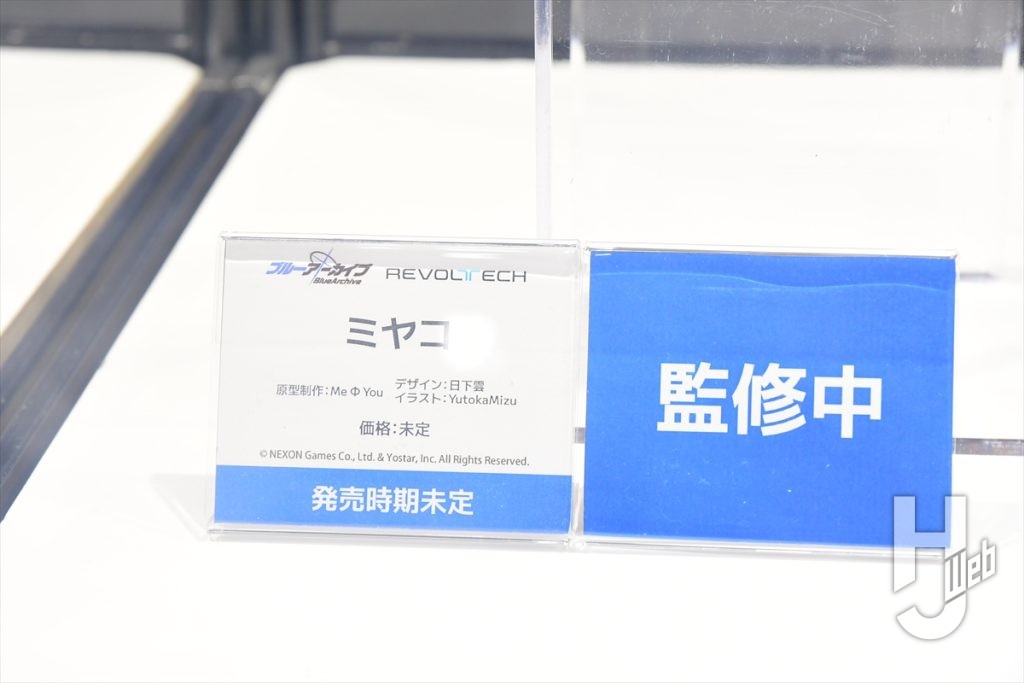 ブルーアーカイブ
BlueArchive
REVOLTECH
ミヤコ
原型制作：Me Φ You
デザイン：日下雲
イラスト：YutokaMizu
価格：未定
© NEXON Games Co., Ltd. & Yostar, Inc. All Rights Reserved.
発売時期未定
監修中
HJ Web